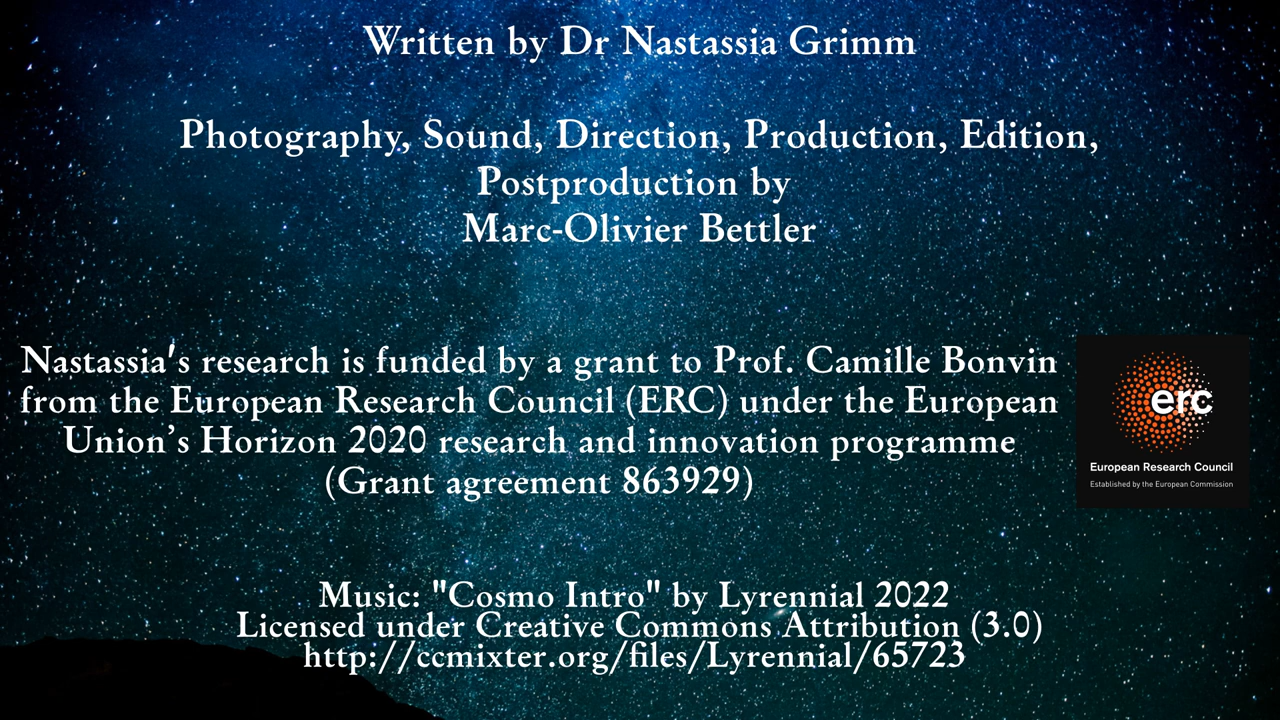 Written by Dr Nastassia Grimm
Photography, Sound, Direction, Production, Edition,
Postproduction by
Marc-Olivier Bettler
Nastassia's research is funded by a grant to Prof. Camille Bonvin
from the European Research Council (ERC) under the European
Union’s Horizon 2020 research and innovation programme
(Grant agreement 863929)
erc
European Research Council
Established by the European Commission
Music: "Cosmo Intro" by Lyrennial 2022
Licensed under Creative Commons Attribution (3.0)
http://ccmixter.org/files/Lyrennial/65723